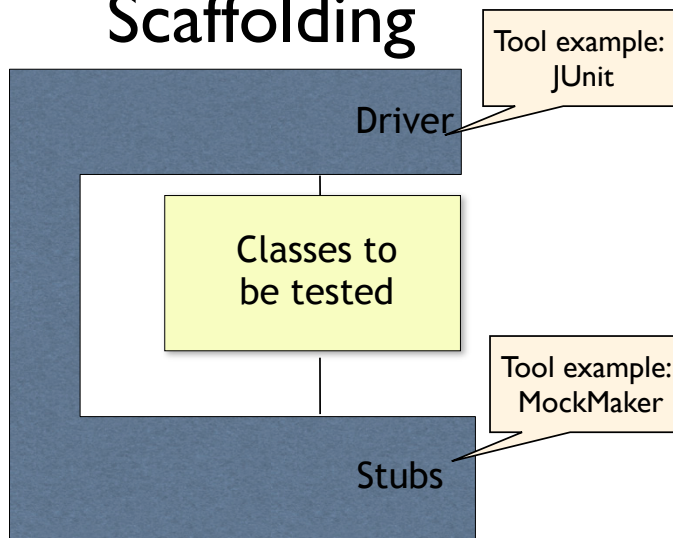 Scaffolding
Tool example:
JUnit
Driver
Classes to
be tested
Tool example:
MockMaker
Stubs